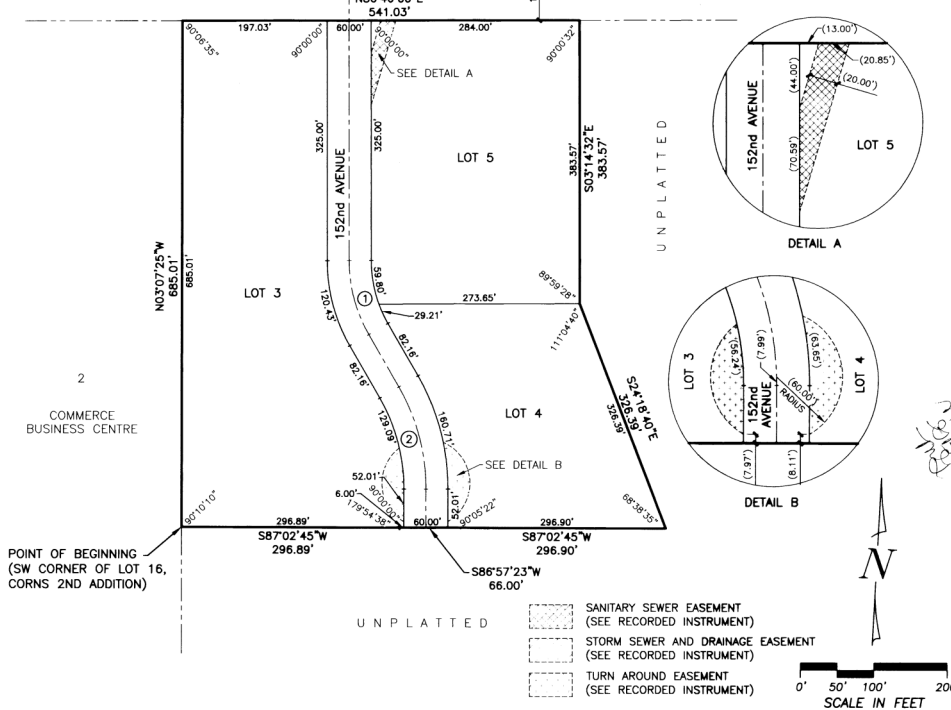 541.03'
197.03'
60.00'
284.00'
90°06'35"
90°00'00"
90°00'00"
90°00'32"
SEE DETAIL A
325.00'
325.00'
152nd AVENUE
LOT 5
383.57'
S03°14'32"E
383.57'
UNPLATTED
N03°07'25"W
685.01'
685.01'
LOT 3
59.80'
1
120.43'
273.65'
89°59'28"
29.21'
111°04'40"
82.16'
82.16'
S24°18'40"E
326.39'
326.39'
LOT 4
129.09'
2
160.71'
SEE DETAIL B
52.01'
52.01'
6.00'
90°00'00"
179°54'38"
90°10'10"
90°05'22"
68°38'35"
296.89'
60.00'
296.90'
S87°02'45"W
296.89'
S87°02'45"W
296.90'
S86°57'23"W
66.00'
2
COMMERCE
BUSINESS CENTRE
POINT OF BEGINNING
(SW CORNER OF LOT 16,
CORNS 2ND ADDITION)
UNPLATTED
(13.00')
(20.85')
(20.00')
(44.00')
(70.59')
152nd AVENUE
LOT 5
DETAIL A
LOT 3
(56.24')
(7.99')
(63.65')
LOT 4
(60.00')
RADIUS
152nd
AVENUE
(7.97')
(8.11')
DETAIL B
N
SANITARY SEWER EASEMENT
(SEE RECORDED INSTRUMENT)
STORM SEWER AND DRAINAGE EASEMENT
(SEE RECORDED INSTRUMENT)
TURN AROUND EASEMENT
(SEE RECORDED INSTRUMENT)
0' 50' 100' 200
SCALE IN FEET